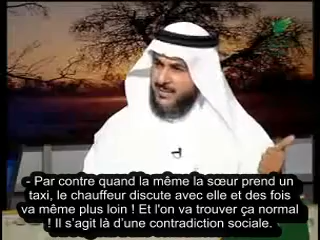 - Par contre quand la même la sœur prend un
taxi, le chauffeur discute avec elle et des fois
va même plus loin ! Et l'on va trouver ça normal
! Il s'agit là d'une contradiction sociale.